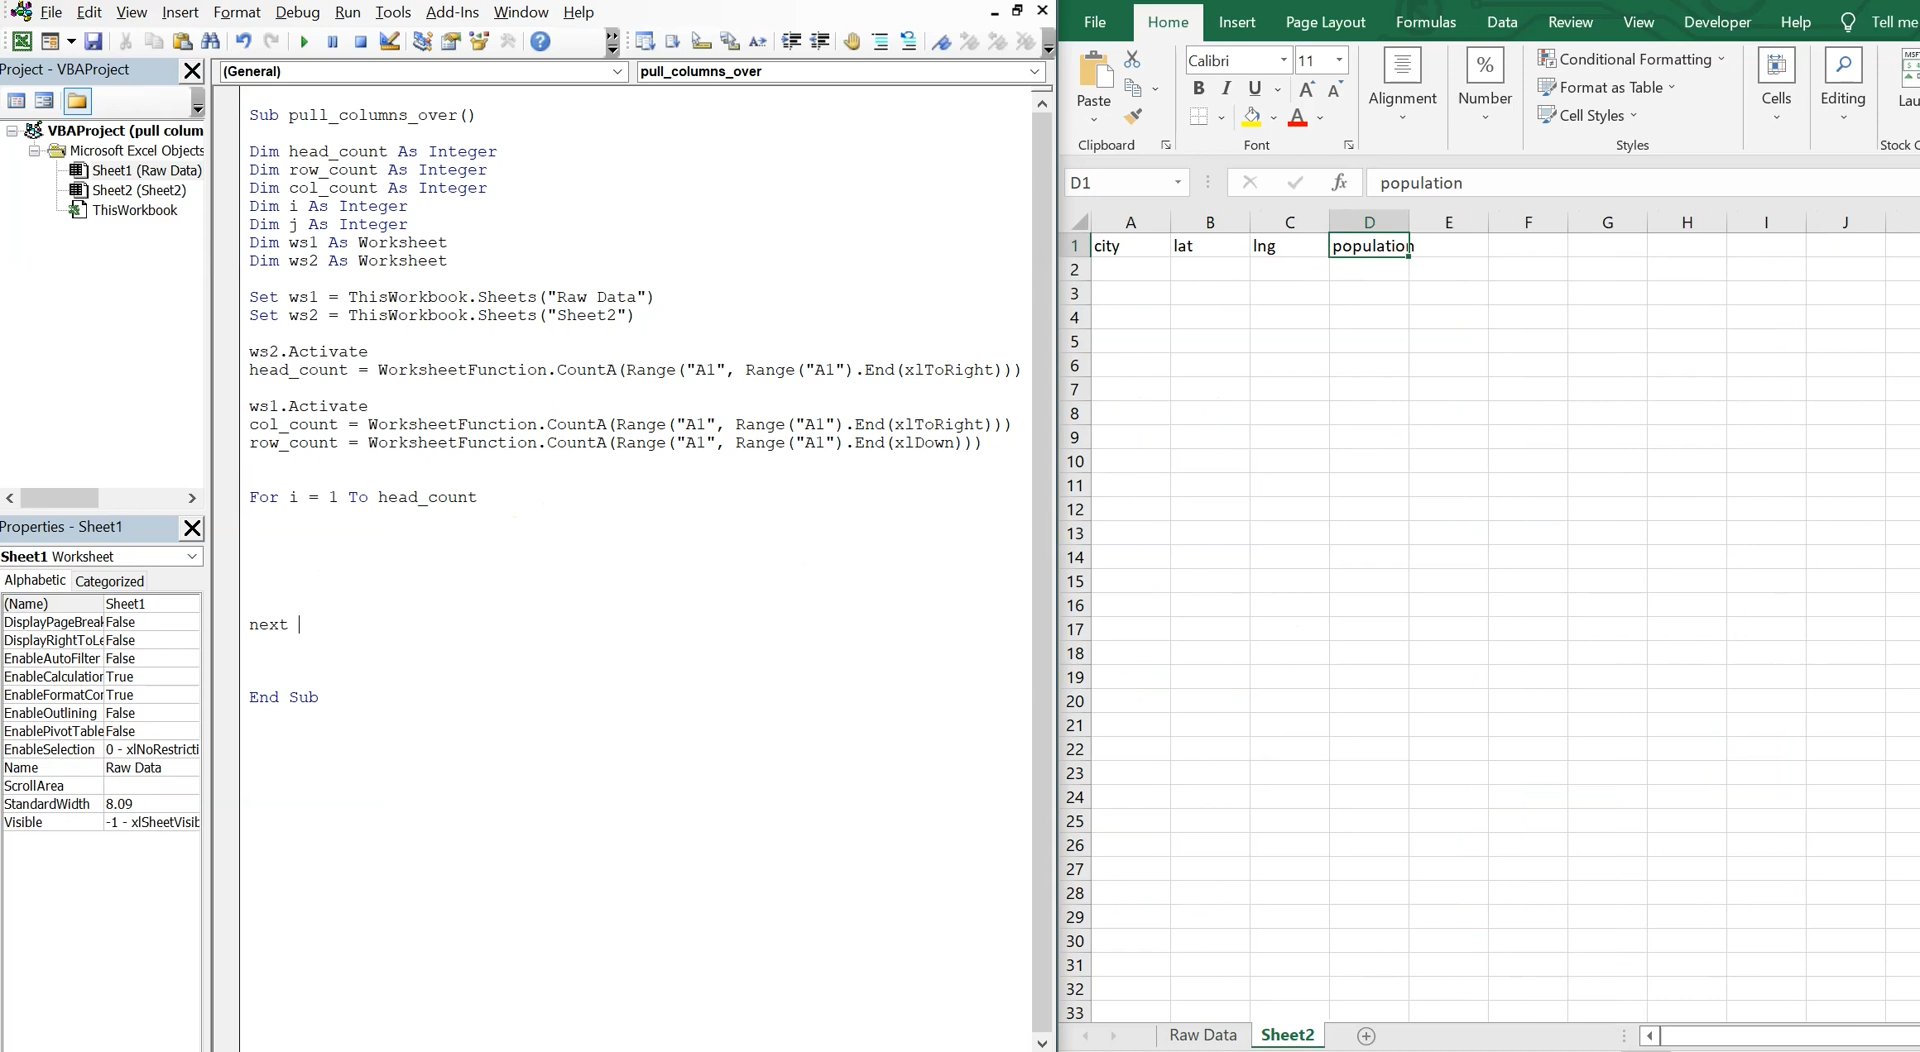 File Edit View Insert Format Debug Run Tools Add-Ins Window Help
Project - VBAProject
VBAProject (pull colum
Microsoft Excel Objects
Sheet1 (Raw Data)
Sheet2 (Sheet2)
ThisWorkbook
Properties - Sheet1
Sheet1 Worksheet
Alphabetic Categorized
(Name) Sheet1
DisplayPageBreak False
DisplayRightToLe False
EnableAutoFilter False
EnableCalculation True
EnableFormatCon True
EnableOutlining False
EnablePivotTable False
EnableSelection 0 - xlNoRestricti
Name Raw Data
ScrollArea
StandardWidth 8.09
Visible -1 - xlSheetVisib
(General) pull_columns_over
Sub pull_columns_over()
Dim head_count As Integer
Dim row_count As Integer
Dim col_count As Integer
Dim i As Integer
Dim j As Integer
Dim ws1 As Worksheet
Dim ws2 As Worksheet
Set ws1 = ThisWorkbook.Sheets("Raw Data")
Set ws2 = ThisWorkbook.Sheets("Sheet2")
ws2.Activate
head_count = WorksheetFunction.CountA(Range("A1", Range("A1").End(xlToRight)))
ws1.Activate
col_count = WorksheetFunction.CountA(Range("A1", Range("A1").End(xlToRight)))
row_count = WorksheetFunction.CountA(Range("A1", Range("A1").End(xlDown)))
For i = 1 To head_count
next
End Sub
File Home Insert Page Layout Formulas Data Review View Developer Help Tell me
Paste
Clipboard
Calibri 11
B I U A A
A
Font
Alignment
%
Number
Conditional Formatting
Format as Table
Cell Styles
Styles
Cells
Editing
MSF
Lau
Stock C
D1 fx population
A B C D E F G H I J
1 city lat lng population
2
3
4
5
6
7
8
9
10
11
12
13
14
15
16
17
18
19
20
21
22
23
24
25
26
27
28
29
30
31
32
33
Raw Data Sheet2